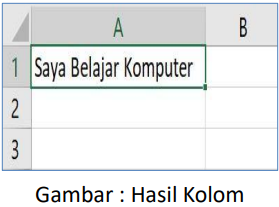 A B
1 Saya Belajar Komputer
2
3
Gambar : Hasil Kolom